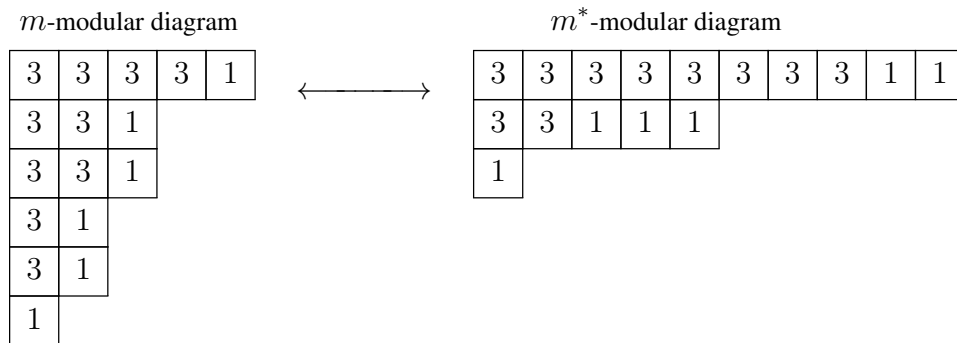 m-modular diagram
m*-modular diagram
3 3 3 3 1
3 3 1
3 3 1
3 1
3 1
1
3 3 3 3 3 3 3 3 1 1
3 3 1 1 1
1